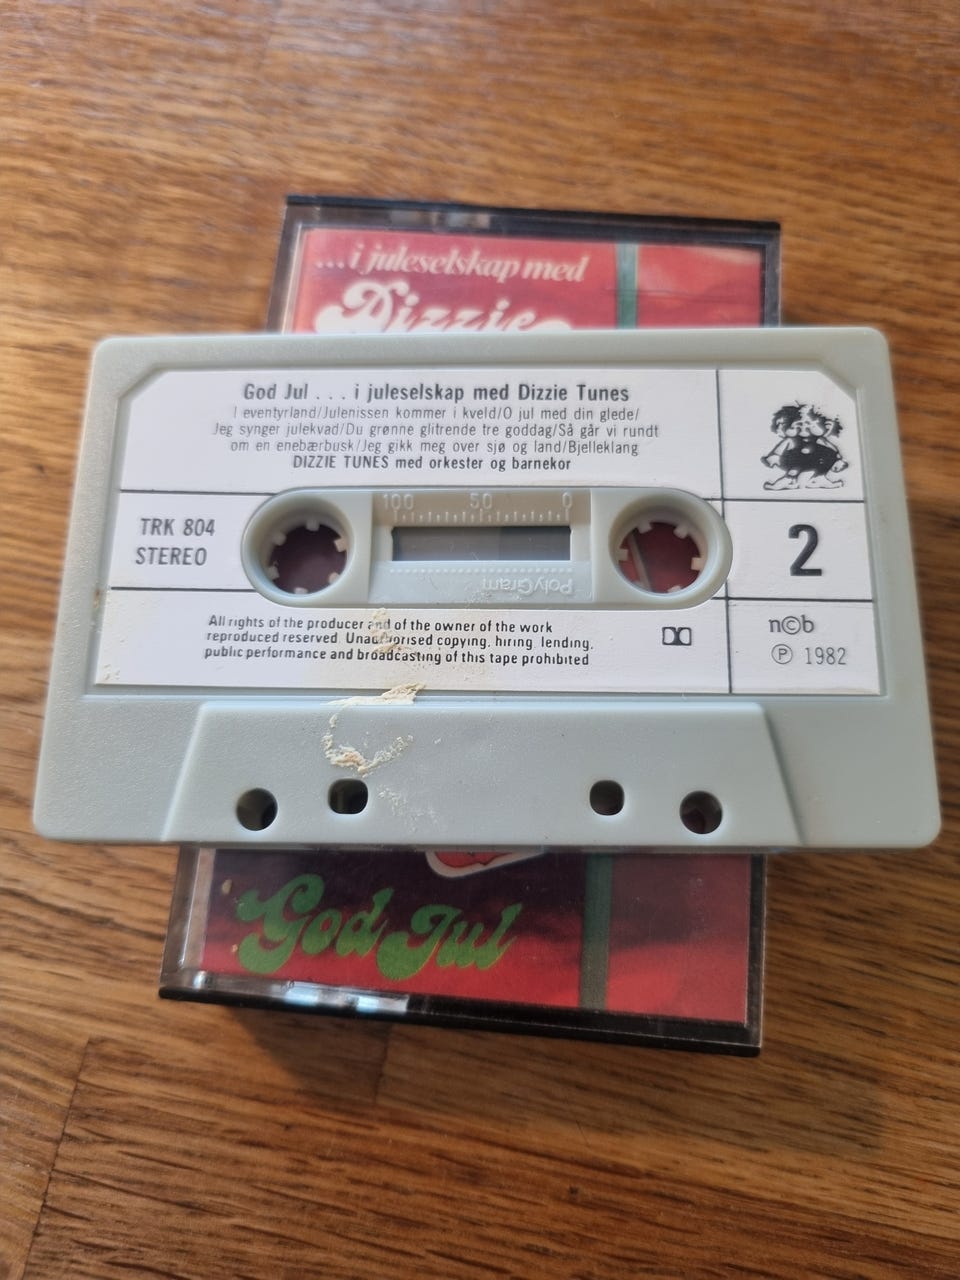 ...i juleselskap med
Dizzie
God Jul . . . i juleselskap med Dizzie Tunes
I eventyrland/Julenissen kommer i kveld/O jul med din glede/
Jeg synger julekvad/Du grønne glitrende tre goddag/Så går vi rundt
om en enebærbusk/Jeg gikk meg over sjø og land/Bjelleklang
DIZZIE TUNES med orkester og barnekor
TRK 804
STEREO
100 50 0
PolyGram
2
All rights of the producer and of the owner of the work
reproduced reserved. Unauthorised copying, hiring, lending,
public performance and broadcasting of this tape prohibited
n©b
Ⓟ 1982
God Jul